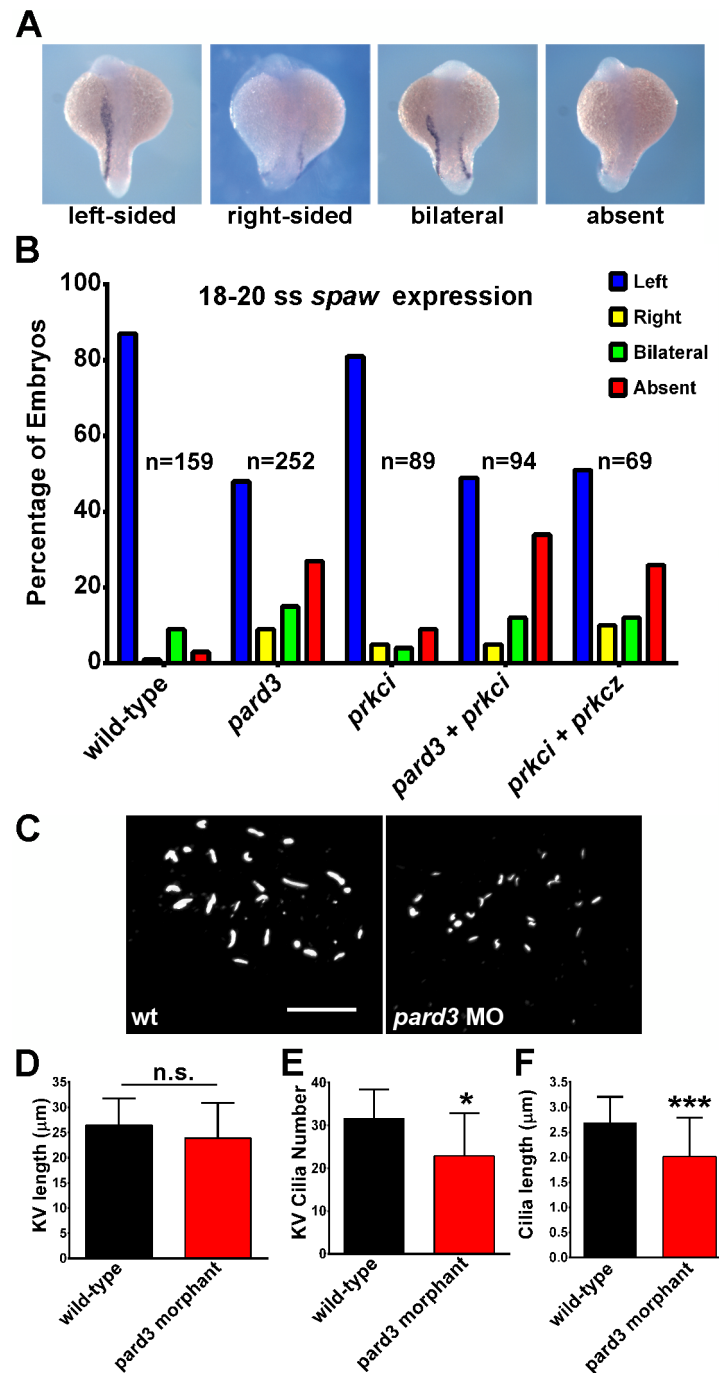 A
left-sided
right-sided
bilateral
absent
B
18-20 ss spaw expression
Percentage of Embryos
100
80
60
40
20
0
Left
Right
Bilateral
Absent
n=159
n=252
n=89
n=94
n=69
wild-type
pard3
prkci
pard3 + prkci
prkci + prkcz
C
wt
pard3 MO
D
KV length (μm)
35
30
25
20
15
10
5
0
n.s.
wild-type
pard3 morphant
E
KV Cilia Number
40
30
20
10
0
*
wild-type
pard3 morphant
F
Cilia length (μm)
3.5
3.0
2.5
2.0
1.5
1.0
0.5
0.0
***
wild-type
pard3 morphant